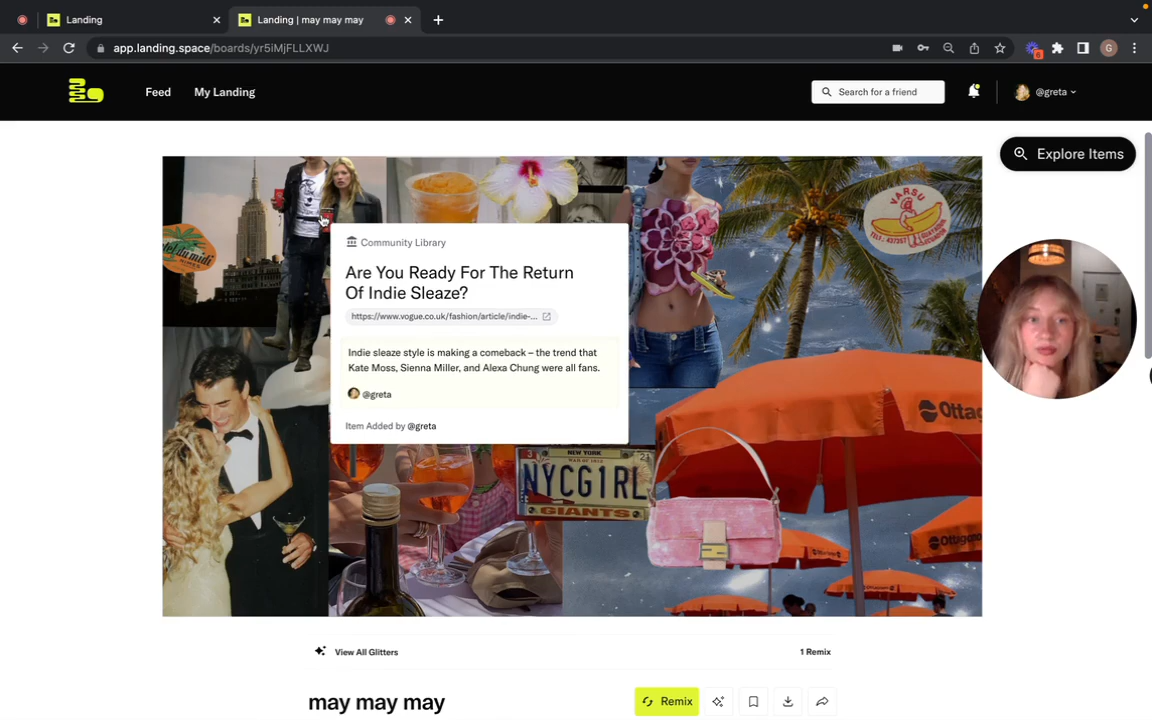 Landing
Landing | may may may
app.landing.space/boards/yr5iMjFLLXWJ
6
G
Feed
My Landing
Search for a friend
@greta
Explore Items
VARSU
Community Library
Are You Ready For The Return
Of Indie Sleaze?
https://www.vogue.co.uk/fashion/article/indie-...
Indie sleaze style is making a comeback – the trend that
Kate Moss, Sienna Miller, and Alexa Chung were all fans.
@greta
Item Added by @greta
NEW YORK
NYCG1RL
GIANTS
View All Glitters
1 Remix
may may may
Remix